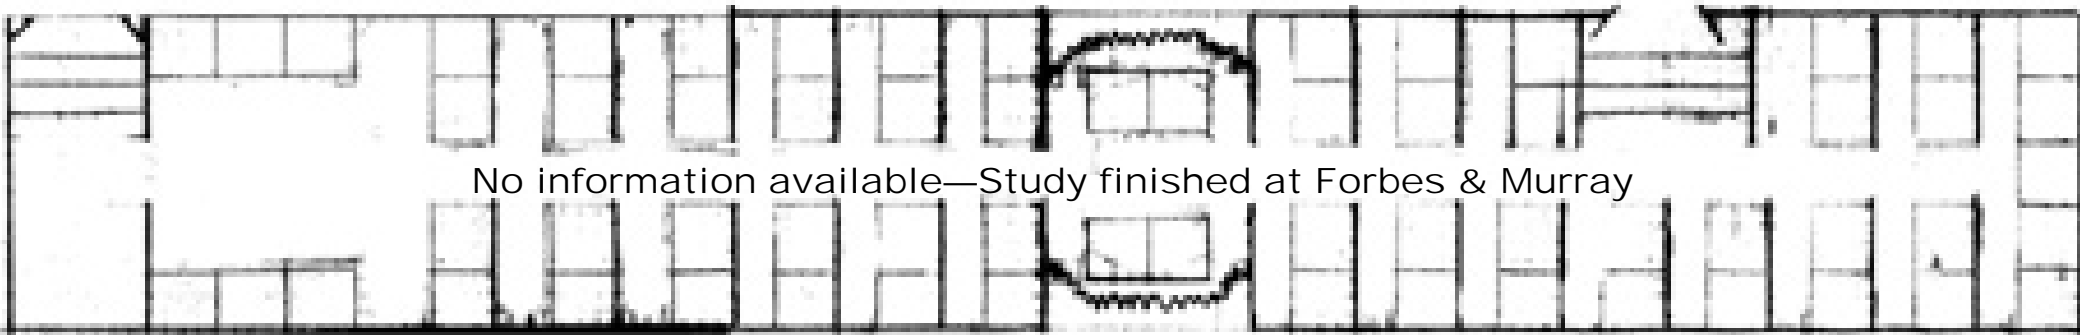 No information available—Study finished at Forbes & Murray